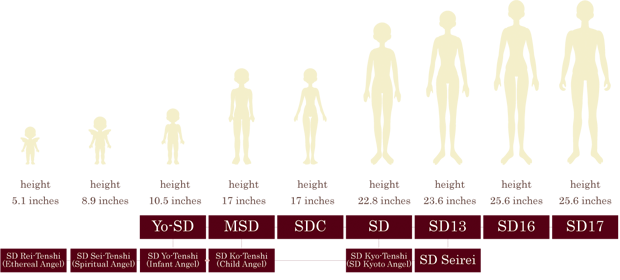 height
5.1 inches
height
8.9 inches
height
10.5 inches
height
17 inches
height
17 inches
height
22.8 inches
height
23.6 inches
height
25.6 inches
height
25.6 inches
Yo-SD
MSD
SDC
SD
SD13
SD16
SD17
SD Rei-Tenshi
(Ethereal Angel)
SD Sei-Tenshi
(Spiritual Angel)
SD Yo-Tenshi
(Infant Angel)
SD Ko-Tenshi
(Child Angel)
SD Kyo-Tenshi
(SD Kyoto Angel)
SD Seirei